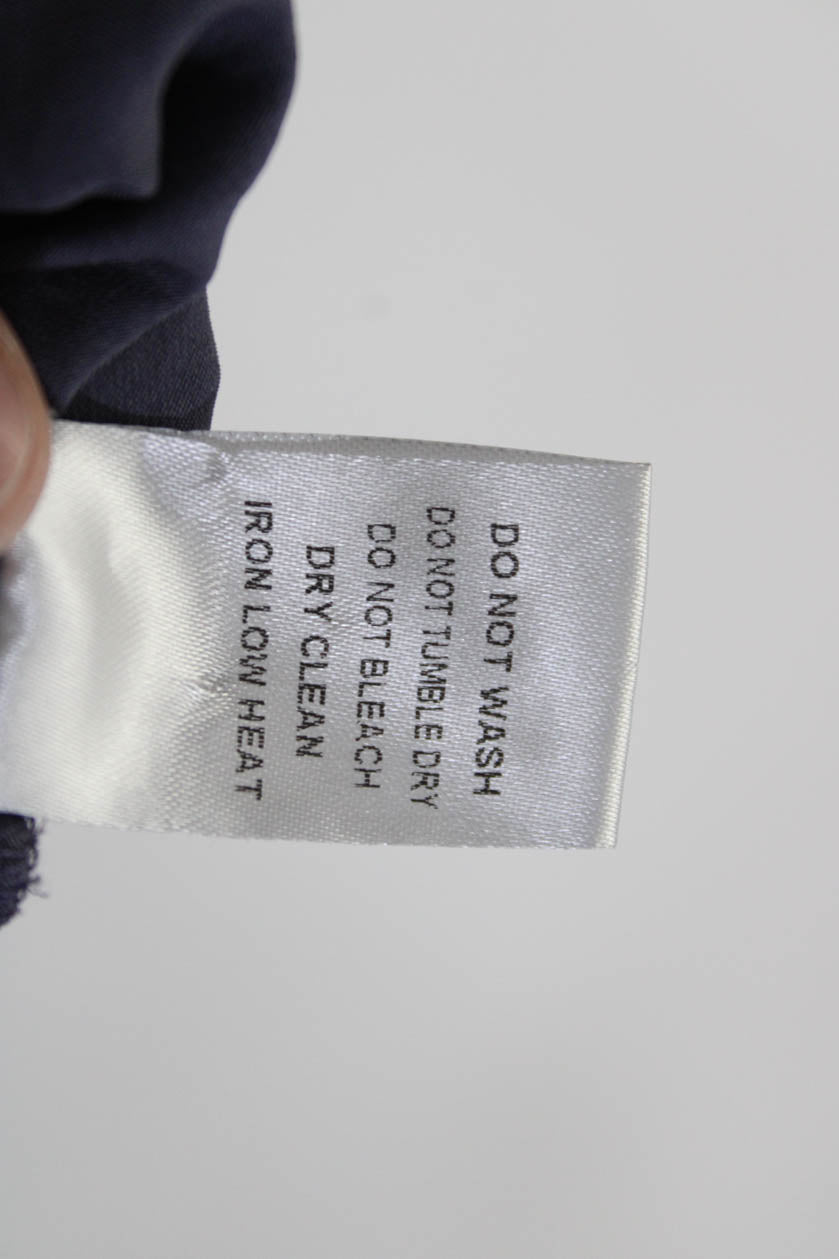 DO NOT WASH
DO NOT TUMBLE DRY
DO NOT BLEACH
DRY CLEAN
IRON LOW HEAT